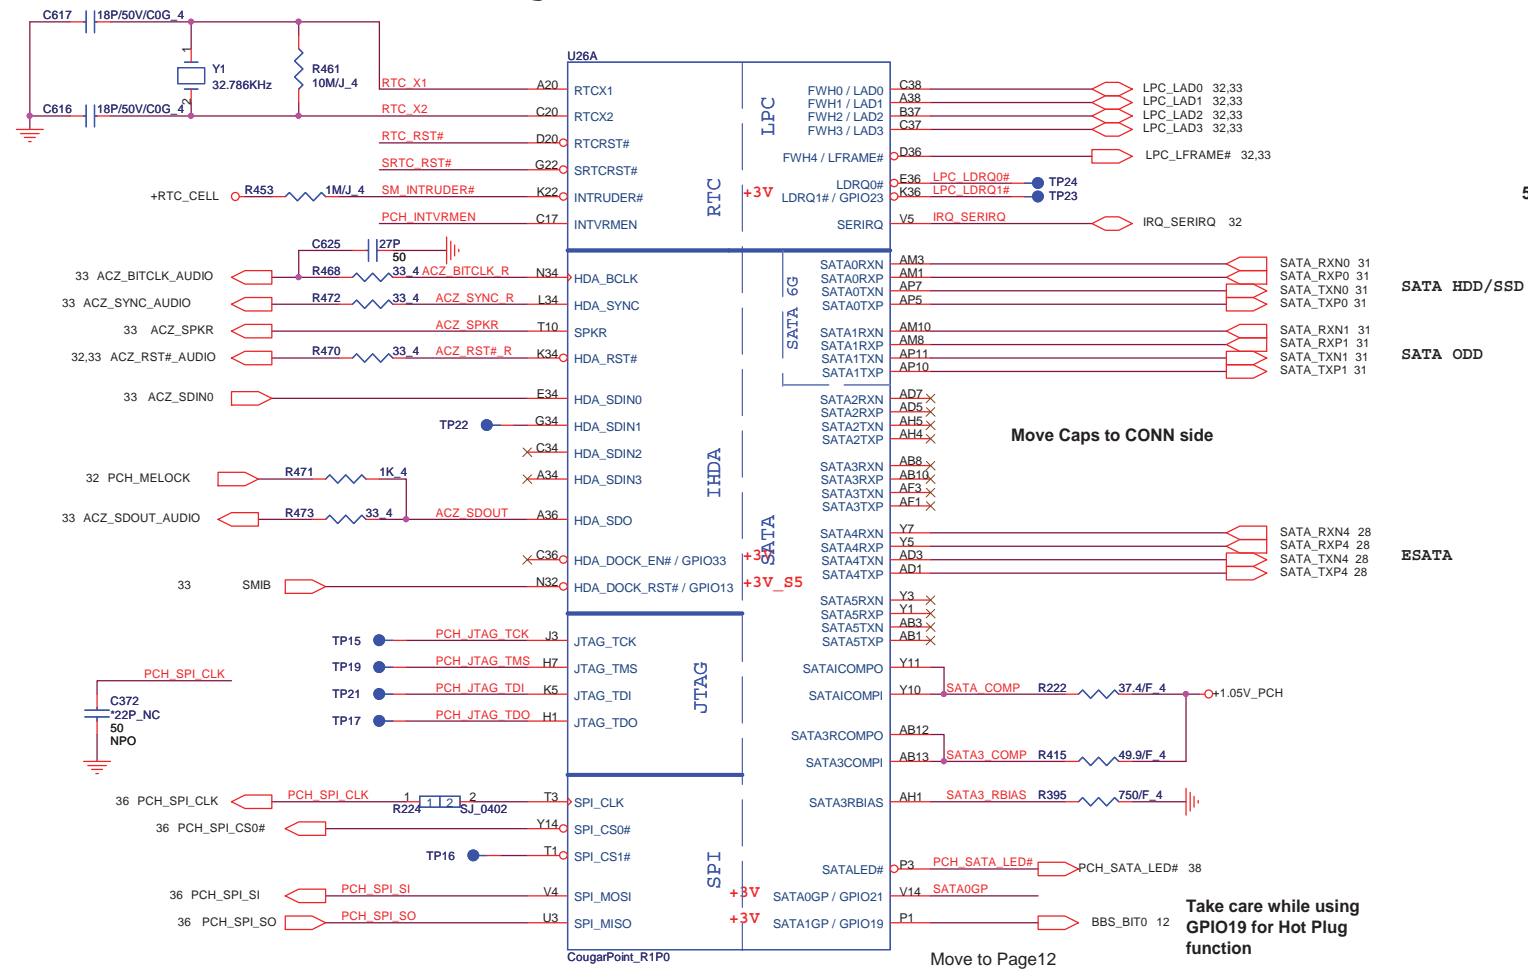 C617 18P/50V/C0G_4
Y1
32.786KHz
1
2
R461
10M/J_4
C616 18P/50V/C0G_4
RTC_X1 A20 RTCX1
RTC_X2 C20 RTCX2
RTC_RST# D20 RTCRST#
SRTC_RST# G22 SRTCRST#
+RTC_CELL R453 1M/J_4 SM_INTRUDER# K22 INTRUDER#
PCH_INTVRMEN C17 INTVRMEN
C625 27P
50
33 ACZ_BITCLK_AUDIO R468 33_4 ACZ_BITCLK_R N34 HDA_BCLK
33 ACZ_SYNC_AUDIO R472 33_4 ACZ_SYNC_R L34 HDA_SYNC
33 ACZ_SPKR ACZ_SPKR T10 SPKR
32,33 ACZ_RST#_AUDIO R470 33_4 ACZ_RST#_R K34 HDA_RST#
33 ACZ_SDIN0 E34 HDA_SDIN0
TP22 G34 HDA_SDIN1
C34 HDA_SDIN2
A34 HDA_SDIN3
32 PCH_MELOCK R471 1K_4
33 ACZ_SDOUT_AUDIO R473 33_4 ACZ_SDOUT A36 HDA_SDO
C36 HDA_DOCK_EN# / GPIO33 +3V
33 SMIB N32 HDA_DOCK_RST# / GPIO13 +3V_S5
TP15 PCH_JTAG_TCK J3 JTAG_TCK
TP19 PCH_JTAG_TMS H7 JTAG_TMS
TP21 PCH_JTAG_TDI K5 JTAG_TDI
TP17 PCH_JTAG_TDO H1 JTAG_TDO
PCH_SPI_CLK
C372
*22P_NC
50
NPO
36 PCH_SPI_CLK PCH_SPI_CLK 1 R224 1 2 2 SJ_0402 T3 SPI_CLK
36 PCH_SPI_CS0# Y14 SPI_CS0#
TP16 T1 SPI_CS1#
36 PCH_SPI_SI PCH_SPI_SI V4 SPI_MOSI
36 PCH_SPI_SO PCH_SPI_SO U3 SPI_MISO
U26A
RTC
LPC
IHDA
SATA
SATA 6G
JTAG
SPI
CougarPoint_R1P0
FWH0 / LAD0 C38 LPC_LAD0 32,33
FWH1 / LAD1 A38 LPC_LAD1 32,33
FWH2 / LAD2 B37 LPC_LAD2 32,33
FWH3 / LAD3 C37 LPC_LAD3 32,33
FWH4 / LFRAME# D36 LPC_LFRAME# 32,33
LDRQ0# E36 LPC_LDRQ0# TP24
+3V LDRQ1# / GPIO23 K36 LPC_LDRQ1# TP23
SERIRQ V5 IRQ_SERIRQ IRQ_SERIRQ 32
5
SATA0RXN AM3 SATA_RXN0 31
SATA0RXP AM1 SATA_RXP0 31
SATA0TXN AP7 SATA_TXN0 31
SATA0TXP AP5 SATA_TXP0 31
SATA HDD/SSD
SATA1RXN AM10 SATA_RXN1 31
SATA1RXP AM8 SATA_RXP1 31
SATA1TXN AP11 SATA_TXN1 31
SATA1TXP AP10 SATA_TXP1 31
SATA ODD
SATA2RXN AD7
SATA2RXP AD5
SATA2TXN AH5
SATA2TXP AH4
Move Caps to CONN side
SATA3RXN AB8
SATA3RXP AB10
SATA3TXN AF3
SATA3TXP AF1
SATA4RXN Y7 SATA_RXN4 28
SATA4RXP Y5 SATA_RXP4 28
SATA4TXN AD3 SATA_TXN4 28
SATA4TXP AD1 SATA_TXP4 28
ESATA
SATA5RXN Y3
SATA5RXP Y1
SATA5TXN AB3
SATA5TXP AB1
SATAICOMPO Y11
SATAICOMPI Y10 SATA_COMP R222 37.4/F_4 +1.05V_PCH
SATA3RCOMPO AB12
SATA3COMPI AB13 SATA3_COMP R415 49.9/F_4
SATA3RBIAS AH1 SATA3_RBIAS R395 750/F_4
SATALED# P3 PCH_SATA_LED# PCH_SATA_LED# 38
+3V SATA0GP / GPIO21 V14 SATA0GP
+3V SATA1GP / GPIO19 P1 BBS_BIT0 12
Take care while using
GPIO19 for Hot Plug
function
Move to Page12